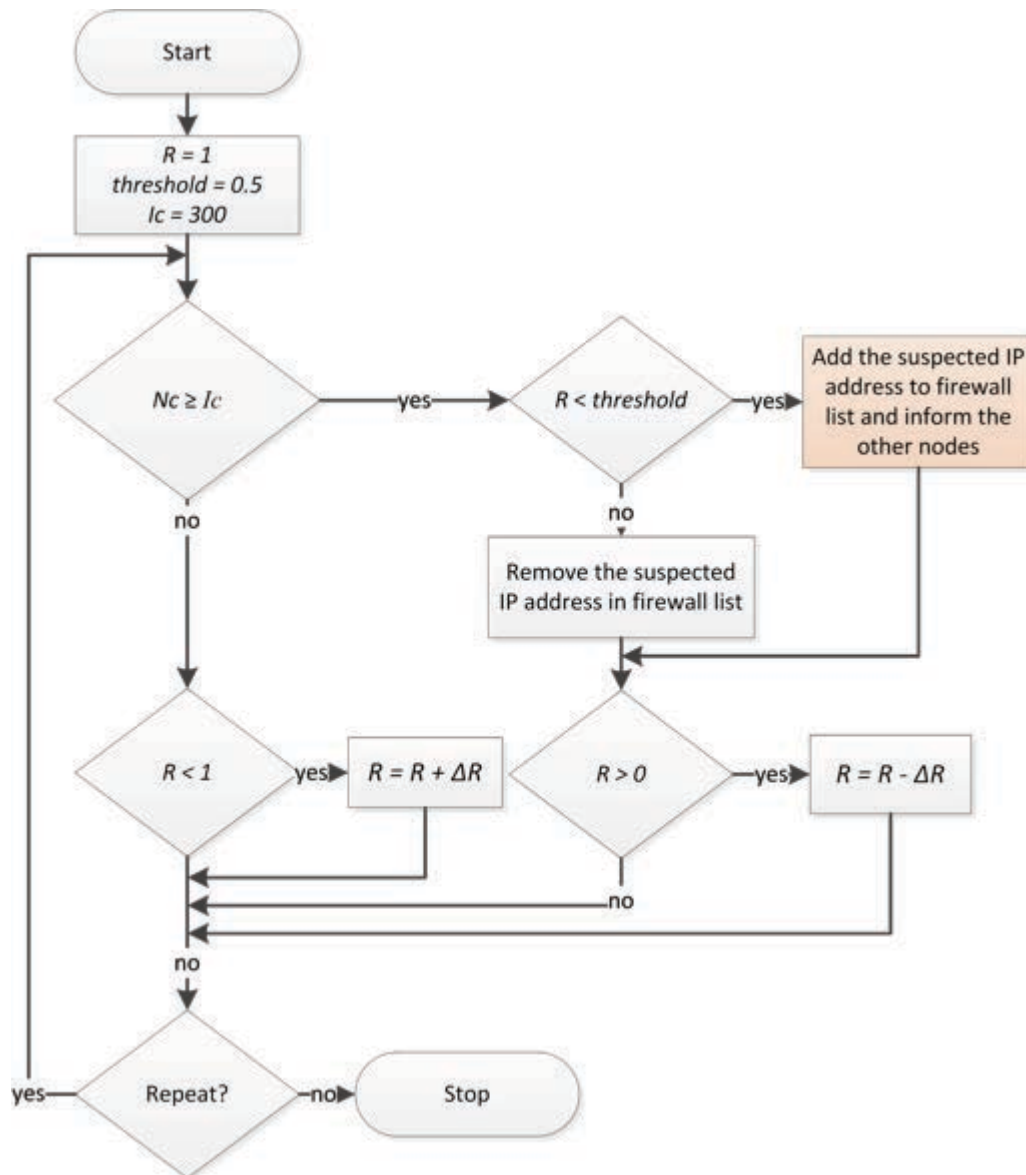 Start
R = 1
threshold = 0.5
Ic = 300
Nc ≥ Ic
yes
R < threshold
yes
Add the suspected IP
address to firewall
list and inform the
other nodes
no
no
Remove the suspected
IP address in firewall list
R < 1
yes
R = R + ΔR
R > 0
yes
R = R - ΔR
no
no
yes
Repeat?
no
Stop